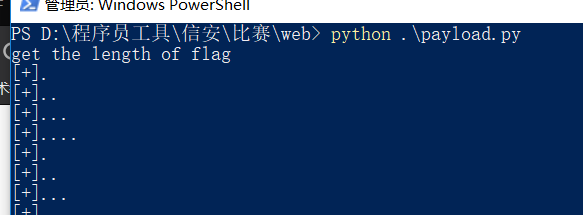 管理员: Windows PowerShell
PS D:\程序员工具\信安\比赛\web> python .\payload.py
get the length of flag
[+].
[+]..
[+]...
[+]....
[+].
[+]..
[+]...
[+]
术